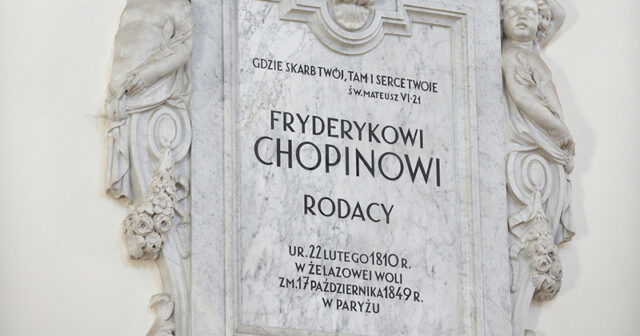 GDZIE SKARB TWÓJ, TAM I SERCE TWOJE
ŚW. MATEUSZ VI-21
FRYDERYKOWI
CHOPINOWI
RODACY
UR. 22 LUTEGO 1810 R.
W ŻELAZOWEJ WOLI
ZM. 17 PAŹDZIERNIKA 1849 R.
W PARYŻU